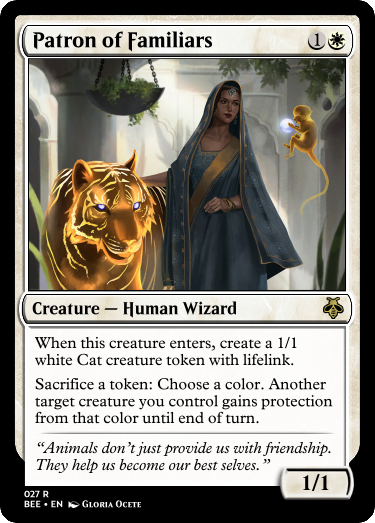 Patron of Familiars 1
Creature — Human Wizard
When this creature enters, create a 1/1
white Cat creature token with lifelink.
Sacrifice a token: Choose a color. Another
target creature you control gains protection
from that color until end of turn.
“Animals don’t just provide us with friendship.
They help us become our best selves.”
1/1
027 R
BEE • EN Gloria Ocete